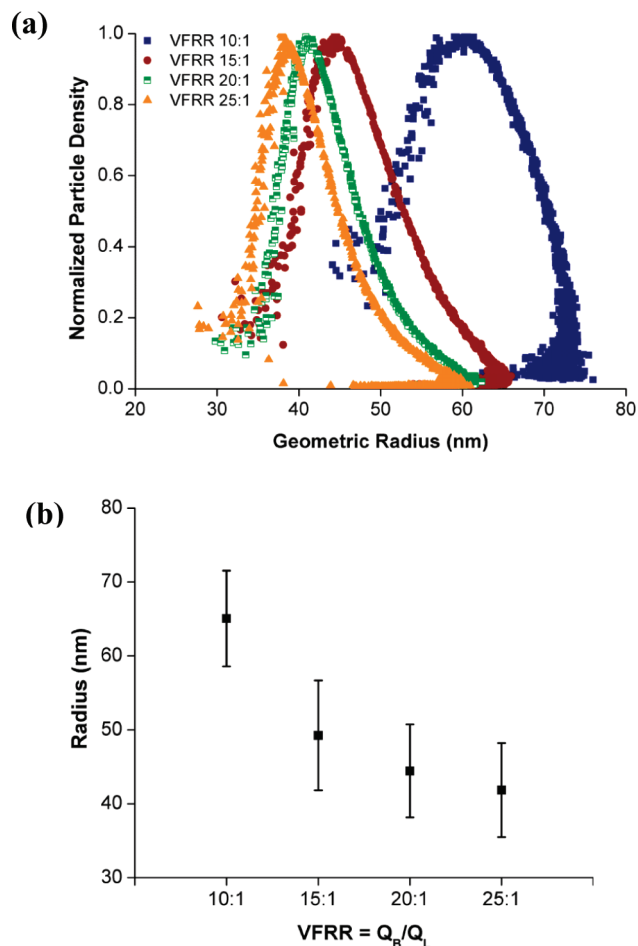 (a)
VFRR 10:1
VFRR 15:1
VFRR 20:1
VFRR 25:1
Normalized Particle Density
1.0
0.8
0.6
0.4
0.2
0.0
20 30 40 50 60 70 80
Geometric Radius (nm)
(b)
Radius (nm)
80
70
60
50
40
30
10:1 15:1 20:1 25:1
VFRR = Q_B/Q_L